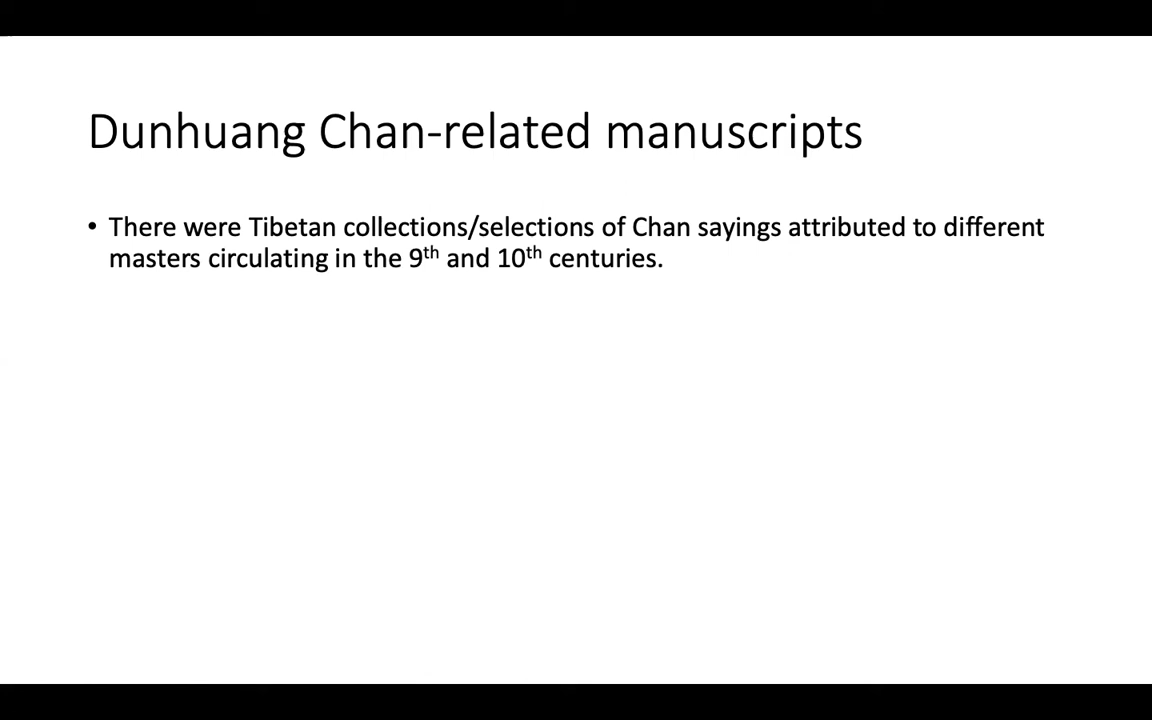 Dunhuang Chan-related manuscripts
• There were Tibetan collections/selections of Chan sayings attributed to different
masters circulating in the 9th and 10th centuries.